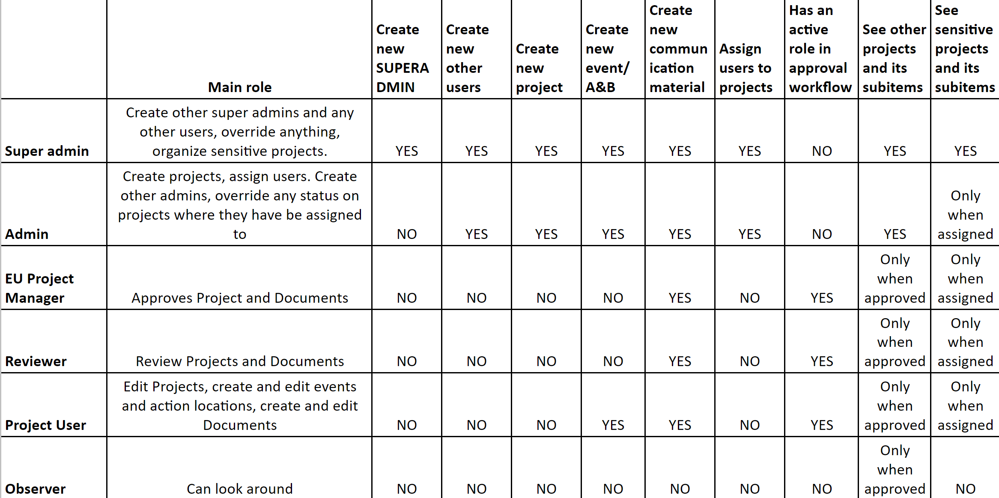 Main role
Create new SUPERA DMIN
Create new other users
Create new project
Create new event/ A&B
Create new commun ication material
Assign users to projects
Has an active role in approval workflow
See other projects and its subitems
See sensitive projects and its subitems
Super admin
Create other super admins and any
other users, override anything,
organize sensitive projects.
YES
YES
YES
YES
YES
YES
NO
YES
YES
Admin
Create projects, assign users. Create
other admins, override any status on
projects where they have be assigned
to
NO
YES
YES
YES
YES
YES
NO
YES
Only
when
assigned
EU Project
Manager
Approves Project and Documents
NO
NO
NO
NO
YES
NO
YES
Only
when
approved
Only
when
assigned
Reviewer
Review Projects and Documents
NO
NO
NO
NO
YES
NO
YES
Only
when
approved
Only
when
assigned
Project User
Edit Projects, create and edit events
and action locations, create and edit
Documents
NO
NO
NO
YES
YES
NO
YES
Only
when
approved
Only
when
assigned
Observer
Can look around
NO
NO
NO
NO
NO
NO
NO
Only
when
approved
NO